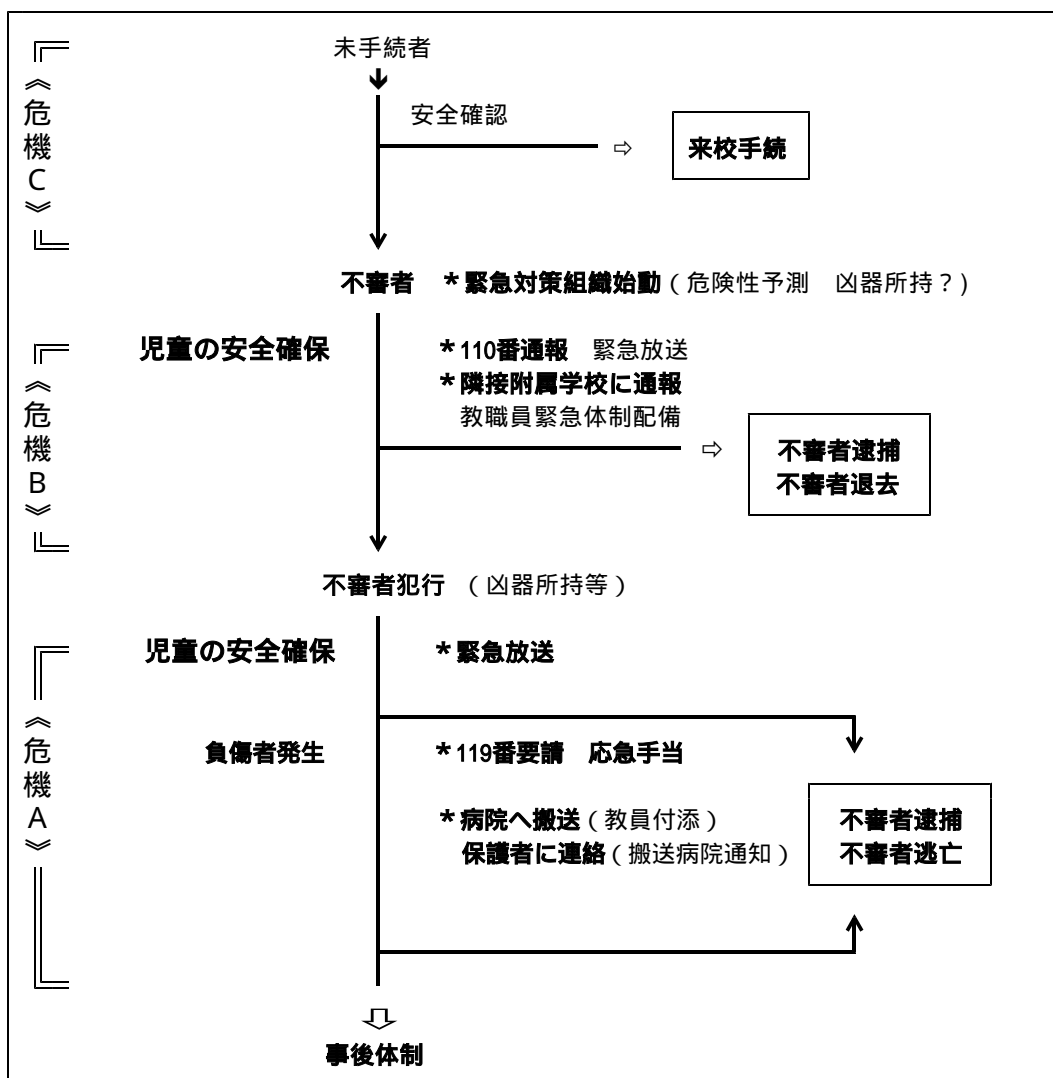 未手続者
安全確認
⇨ 来校手続
《危機C》
不審者 *緊急対策組織始動(危険性予測 凶器所持?)
児童の安全確保 *110番通報 緊急放送
*隣接附属学校に通報
教職員緊急体制配備
⇨ 不審者逮捕
不審者退去
《危機B》
不審者犯行 (凶器所持等)
児童の安全確保 *緊急放送
負傷者発生 *119番要請 応急手当
*病院へ搬送(教員付添)
保護者に連絡(搬送病院通知)
不審者逮捕
不審者逃亡
《危機A》
事後体制